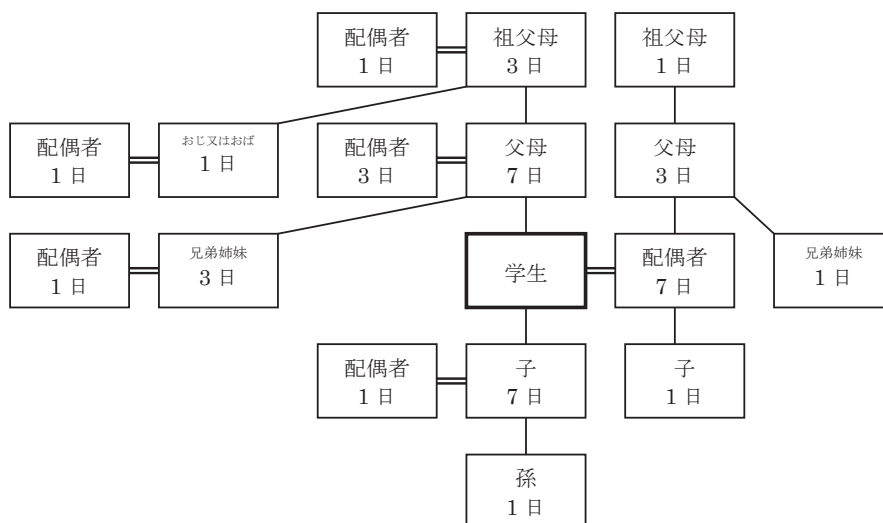 配偶者
1 日
祖父母
3 日
祖父母
1 日
配偶者
1 日
おじ又はおば
1 日
配偶者
3 日
父母
7 日
父母
3 日
配偶者
1 日
兄弟姉妹
3 日
学生
配偶者
7 日
兄弟姉妹
1 日
配偶者
1 日
子
7 日
子
1 日
孫
1 日